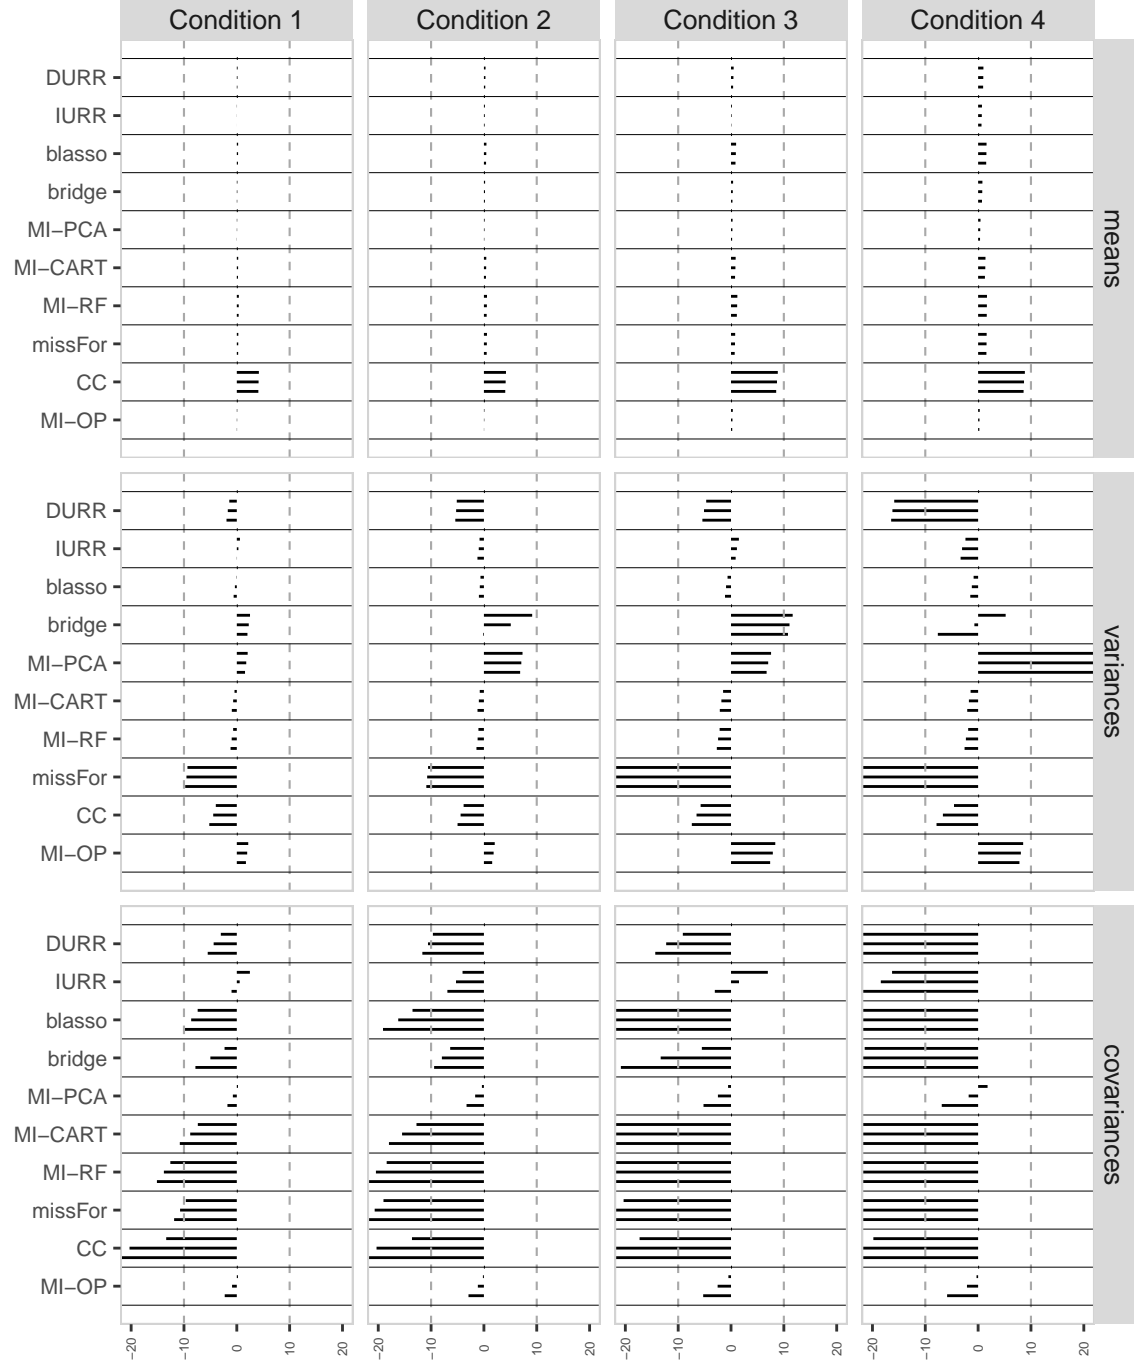 Condition 1 Condition 2 Condition 3 Condition 4
means
DURR
IURR
blasso
bridge
MI−PCA
MI−CART
MI−RF
missFor
CC
MI−OP
variances
DURR
IURR
blasso
bridge
MI−PCA
MI−CART
MI−RF
missFor
CC
MI−OP
covariances
DURR
IURR
blasso
bridge
MI−PCA
MI−CART
MI−RF
missFor
CC
MI−OP
−20 −10 0 10 20 −20 −10 0 10 20 −20 −10 0 10 20 −20 −10 0 10 20